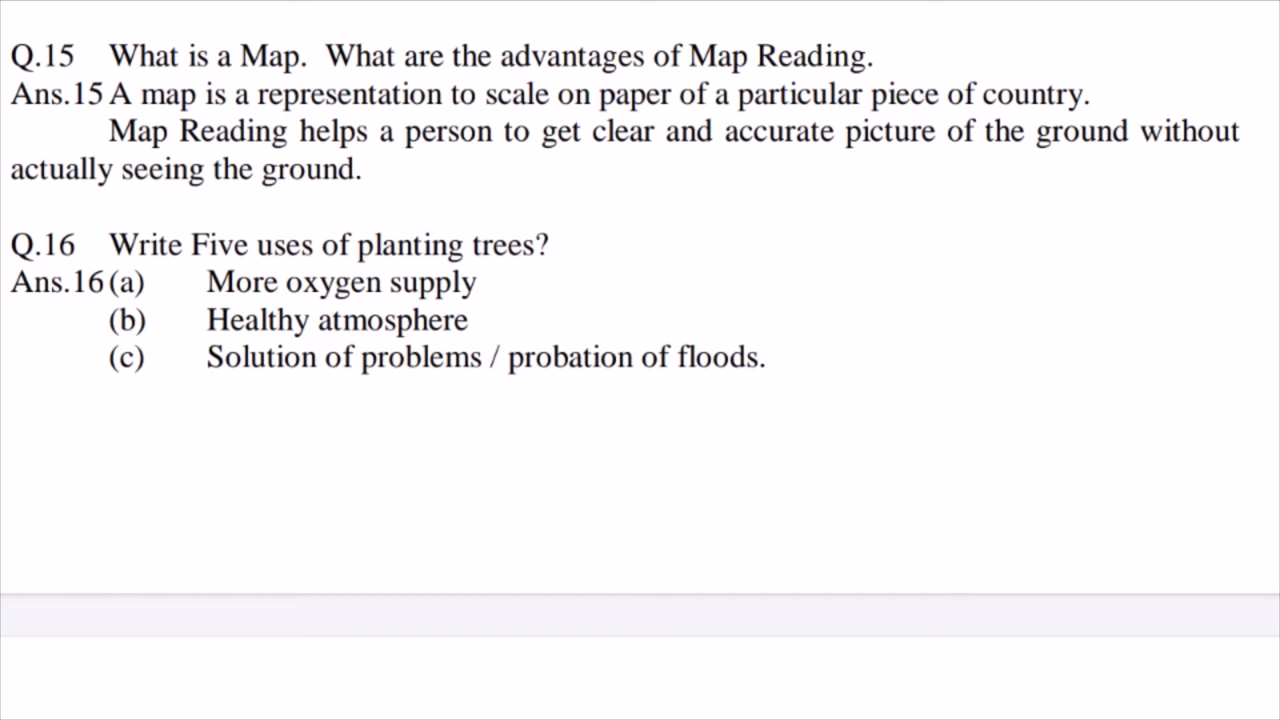 Q.15 What is a Map. What are the advantages of Map Reading.
Ans.15 A map is a representation to scale on paper of a particular piece of country.
Map Reading helps a person to get clear and accurate picture of the ground without
actually seeing the ground.
Q.16 Write Five uses of planting trees?
Ans.16 (a) More oxygen supply
(b) Healthy atmosphere
(c) Solution of problems / probation of floods.